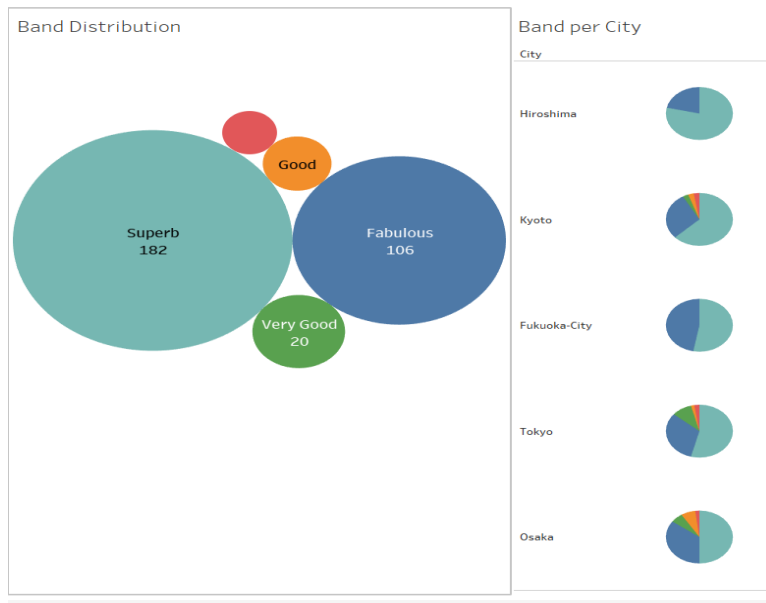 Band Distribution
Good
Superb
182
Fabulous
106
Very Good
20
Band per City
City
Hiroshima
Kyoto
Fukuoka-City
Tokyo
Osaka